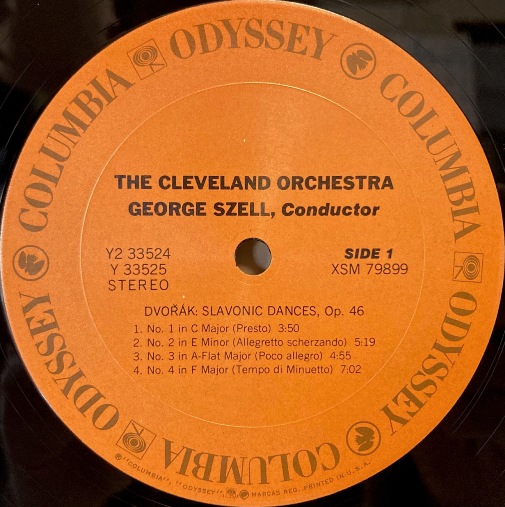 COLUMBIA ODYSSEY COLUMBIA ODYSSEY COLUMBIA ODYSSEY
THE CLEVELAND ORCHESTRA
GEORGE SZELL, Conductor
Y2 33524
Y 33525
STEREO
SIDE 1
XSM 79899
DVOŘÁK: SLAVONIC DANCES, Op. 46
1. No. 1 in C Major (Presto) 3:50
2. No. 2 in E Minor (Allegretto scherzando) 5:19
3. No. 3 in A-Flat Major (Poco allegro) 4:55
4. No. 4 in F Major (Tempo di Minuetto) 7:02
® "COLUMBIA", "ODYSSEY", MARCAS REG. PRINTED IN U.S.A.